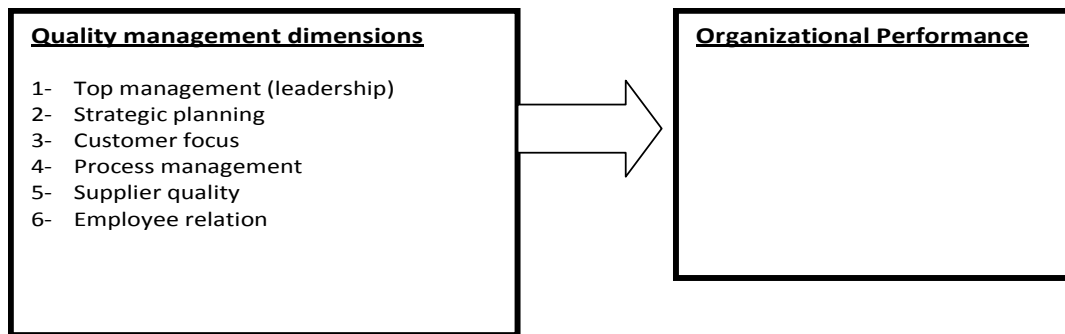 Quality management dimensions
1- Top management (leadership)
2- Strategic planning
3- Customer focus
4- Process management
5- Supplier quality
6- Employee relation
Organizational Performance